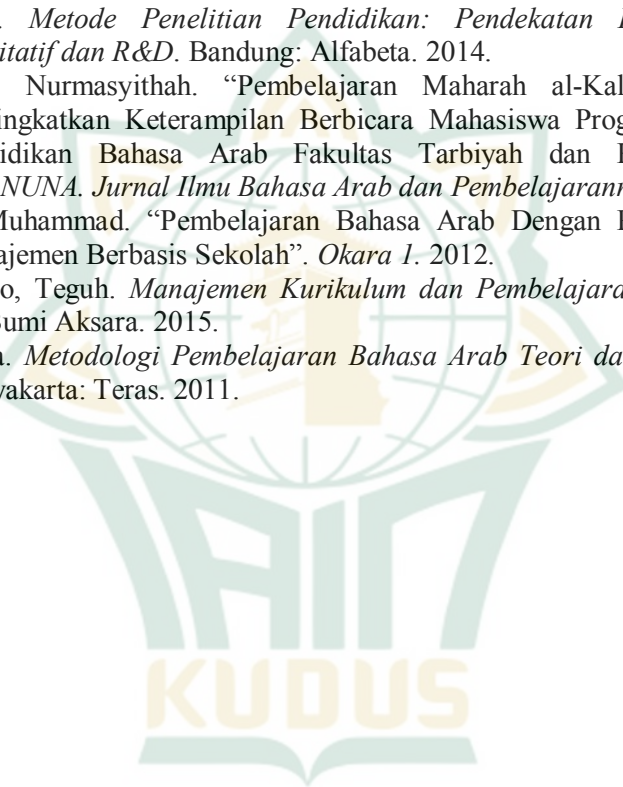 . Metode Penelitian Pendidikan: Pendekatan
itatif dan R&D. Bandung: Alfabeta. 2014.
Nurmasyithah. “Pembelajaran Maharah al-Kal
ingkatkan Keterampilan Berbicara Mahasiswa Prog
idikan Bahasa Arab Fakultas Tarbiyah dan
NUNA. Jurnal Ilmu Bahasa Arab dan Pembelajarann
Muhammad. “Pembelajaran Bahasa Arab Dengan
ajemen Berbasis Sekolah”. Okara 1. 2012.
o, Teguh. Manajemen Kurikulum dan Pembelajara
Bumi Aksara. 2015.
a. Metodologi Pembelajaran Bahasa Arab Teori da
yakarta: Teras. 2011.
IAIN
KUDUS